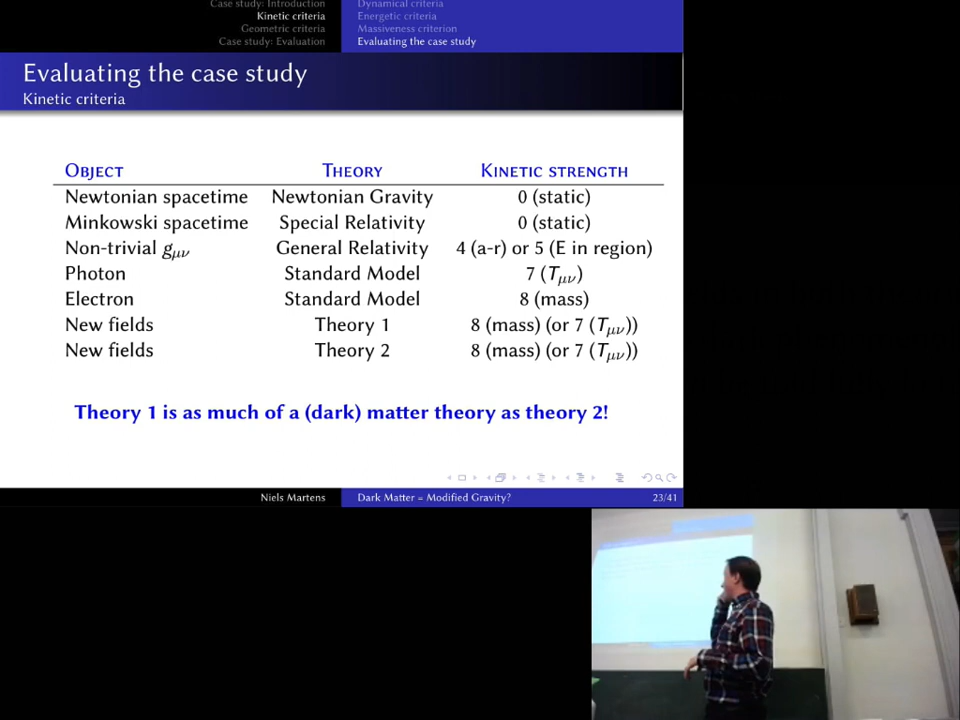 Case study: Introduction
Kinetic criteria
Geometric criteria
Case study: Evaluation
Dynamical criteria
Energetic criteria
Massiveness criterion
Evaluating the case study
Evaluating the case study
Kinetic criteria
Object Theory Kinetic strength
Newtonian spacetime Newtonian Gravity 0 (static)
Minkowski spacetime Special Relativity 0 (static)
Non-trivial gμν General Relativity 4 (a-r) or 5 (E in region)
Photon Standard Model 7 (Tμν)
Electron Standard Model 8 (mass)
New fields Theory 1 8 (mass) (or 7 (Tμν))
New fields Theory 2 8 (mass) (or 7 (Tμν))
Theory 1 is as much of a (dark) matter theory as theory 2!
Niels Martens Dark Matter = Modified Gravity? 23/41